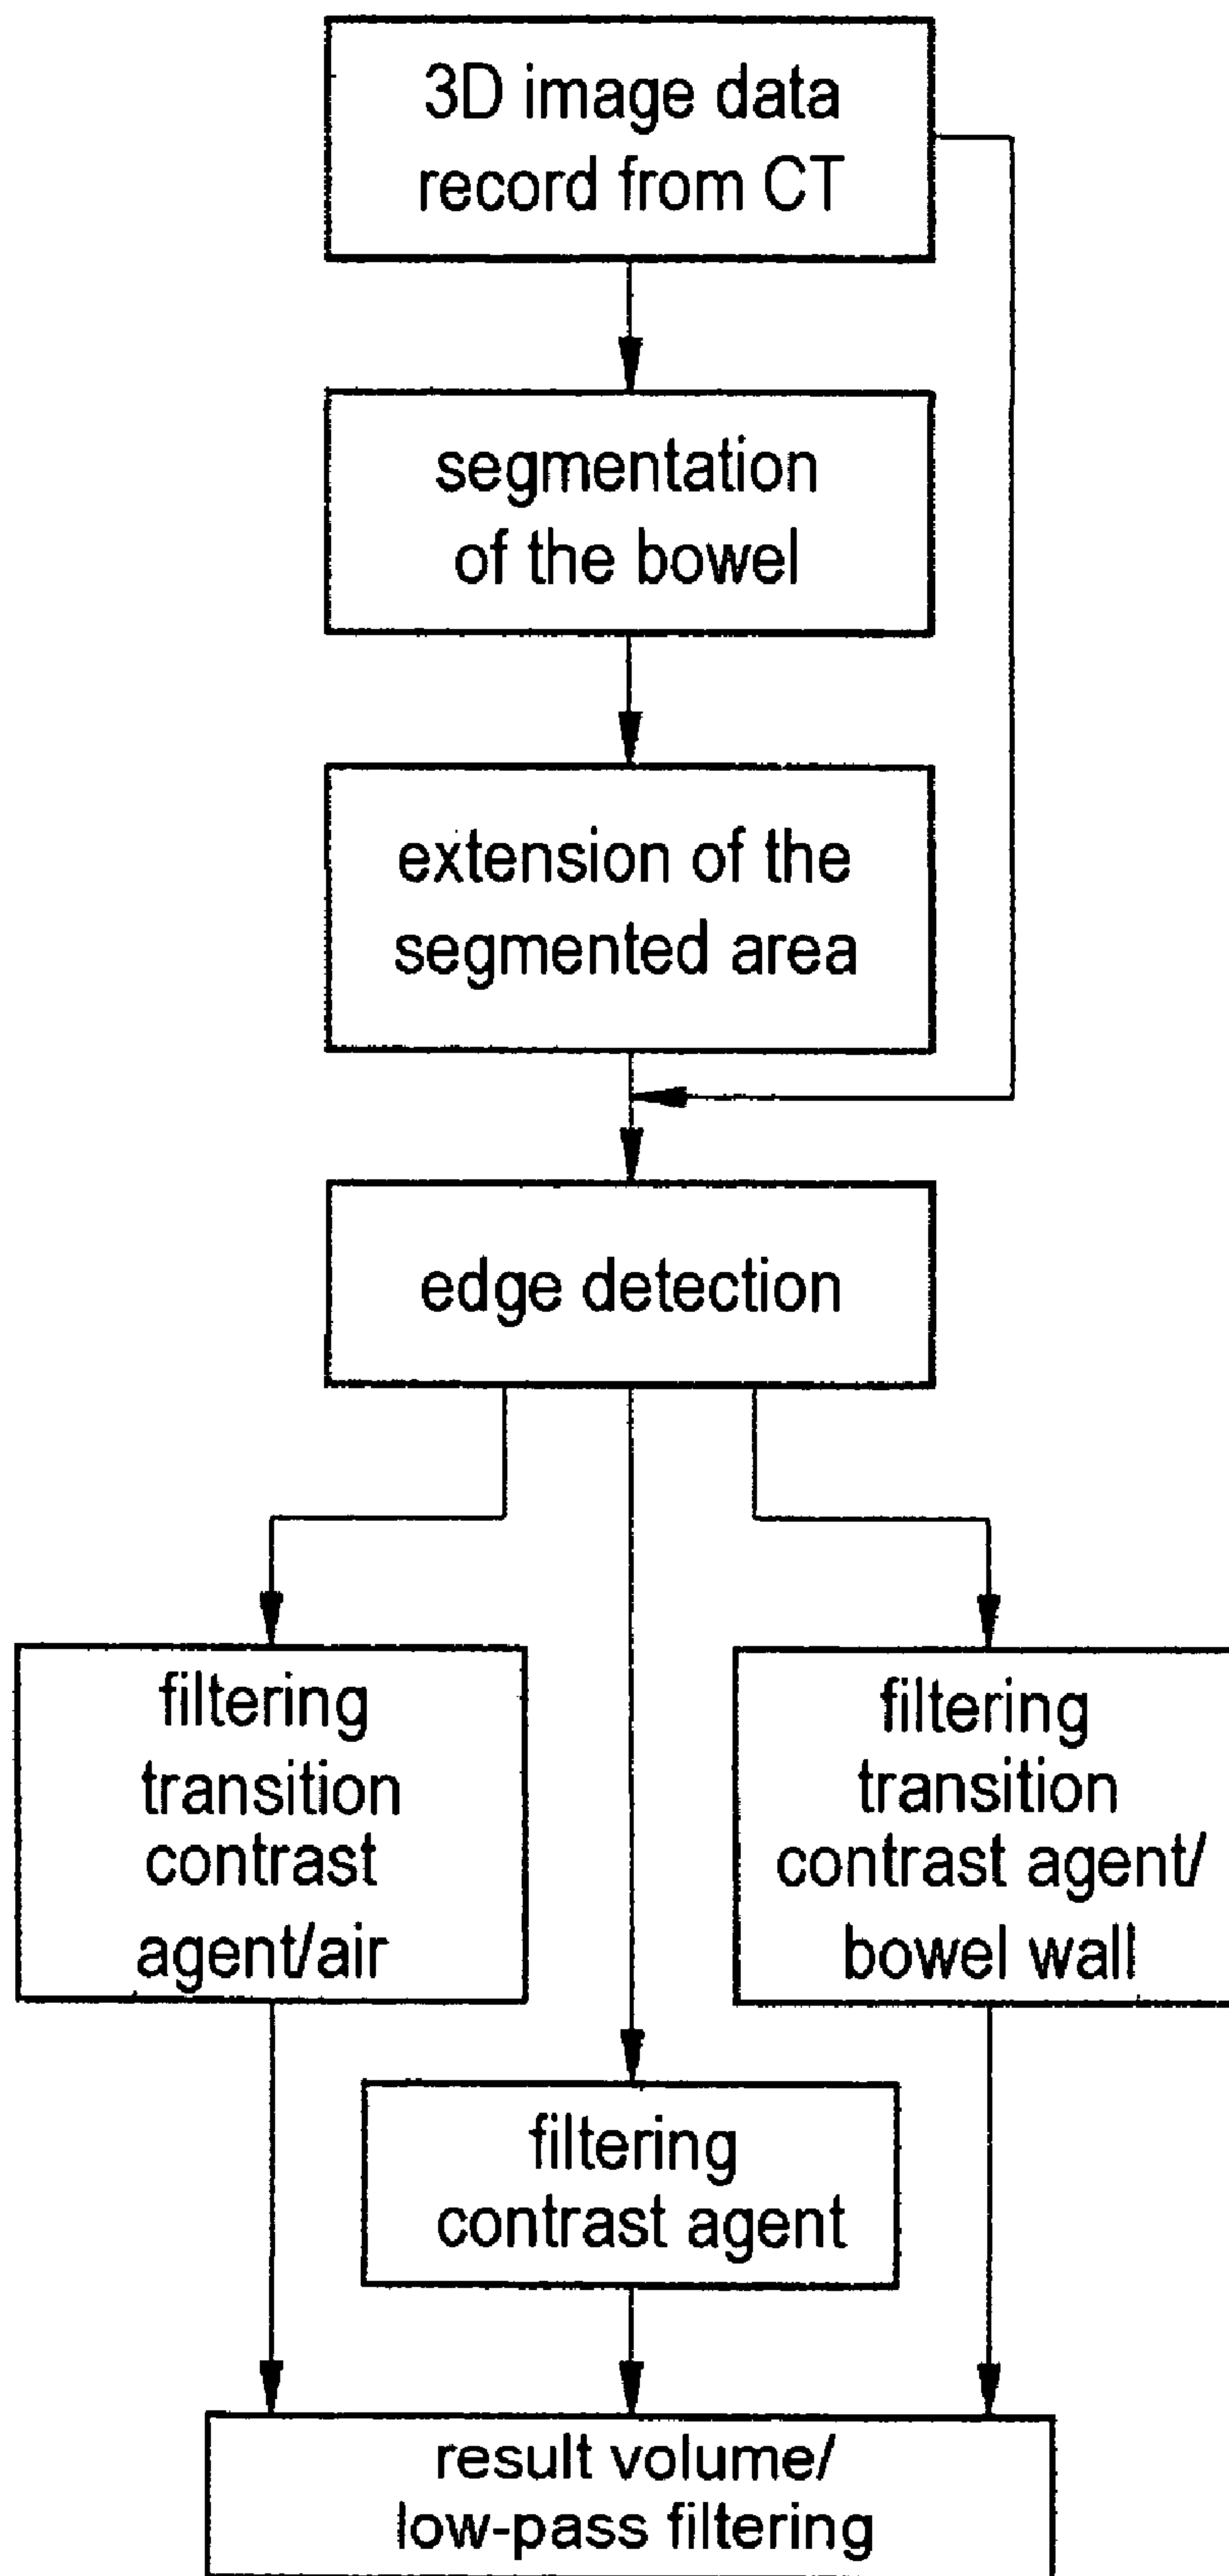 3D image data
record from CT
segmentation
of the bowel
extension of the
segmented area
edge detection
filtering
transition
contrast
agent/air
filtering
transition
contrast agent/
bowel wall
filtering
contrast agent
result volume/
low-pass filtering